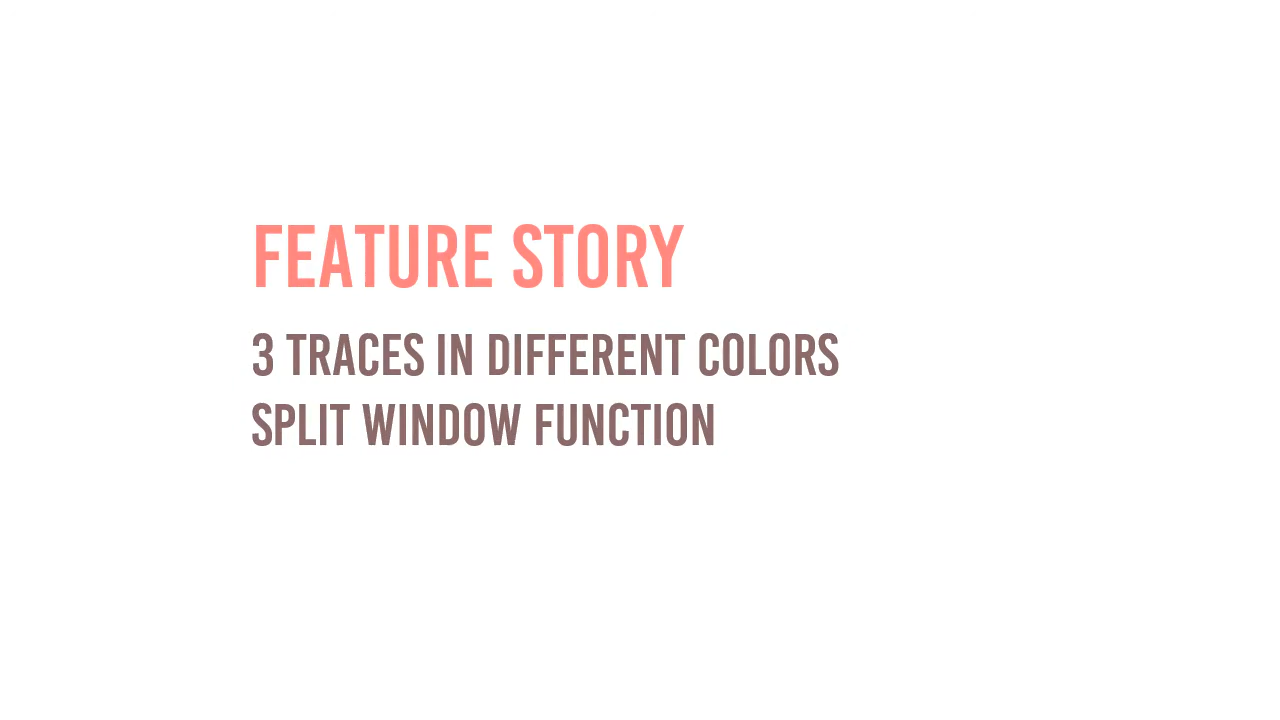 FEATURE STORY
3 TRACES IN DIFFERENT COLORS
SPLIT WINDOW FUNCTION